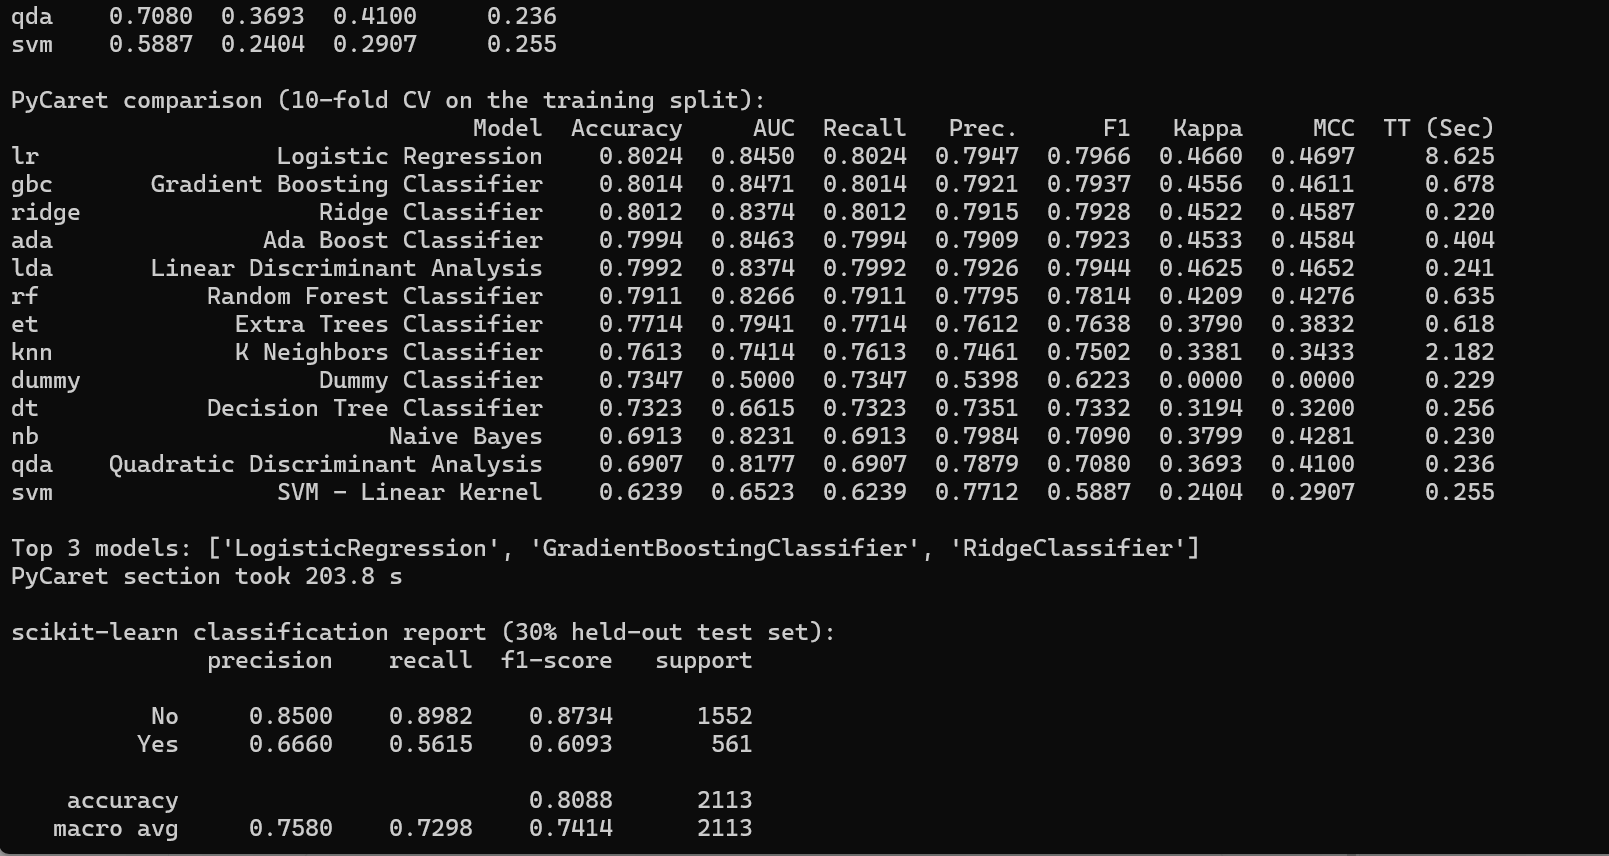 qda    0.7080  0.3693  0.4100     0.236
svm    0.5887  0.2404  0.2907     0.255
PyCaret comparison (10-fold CV on the training split):
Model  Accuracy     AUC  Recall   Prec.      F1   Kappa     MCC  TT (Sec)
lr                   Logistic Regression    0.8024  0.8450  0.8024  0.7947  0.7966  0.4660  0.4697     8.625
gbc         Gradient Boosting Classifier    0.8014  0.8471  0.8014  0.7921  0.7937  0.4556  0.4611     0.678
ridge                   Ridge Classifier    0.8012  0.8374  0.8012  0.7915  0.7928  0.4522  0.4587     0.220
ada                 Ada Boost Classifier    0.7994  0.8463  0.7994  0.7909  0.7923  0.4533  0.4584     0.404
lda         Linear Discriminant Analysis    0.7992  0.8374  0.7992  0.7926  0.7944  0.4625  0.4652     0.241
rf              Random Forest Classifier    0.7911  0.8266  0.7911  0.7795  0.7814  0.4209  0.4276     0.635
et                Extra Trees Classifier    0.7714  0.7941  0.7714  0.7612  0.7638  0.3790  0.3832     0.618
knn               K Neighbors Classifier    0.7613  0.7414  0.7613  0.7461  0.7502  0.3381  0.3433     2.182
dummy                   Dummy Classifier    0.7347  0.5000  0.7347  0.5398  0.6223  0.0000  0.0000     0.229
dt              Decision Tree Classifier    0.7323  0.6615  0.7323  0.7351  0.7332  0.3194  0.3200     0.256
nb                           Naive Bayes    0.6913  0.8231  0.6913  0.7984  0.7090  0.3799  0.4281     0.230
qda    Quadratic Discriminant Analysis    0.6907  0.8177  0.6907  0.7879  0.7080  0.3693  0.4100     0.236
svm                  SVM - Linear Kernel    0.6239  0.6523  0.6239  0.7712  0.5887  0.2404  0.2907     0.255
Top 3 models: ['LogisticRegression', 'GradientBoostingClassifier', 'RidgeClassifier']
PyCaret section took 203.8 s
scikit-learn classification report (30% held-out test set):
precision    recall  f1-score   support
No     0.8500    0.8982    0.8734      1552
Yes     0.6660    0.5615    0.6093       561
accuracy                         0.8088      2113
macro avg     0.7580    0.7298    0.7414      2113